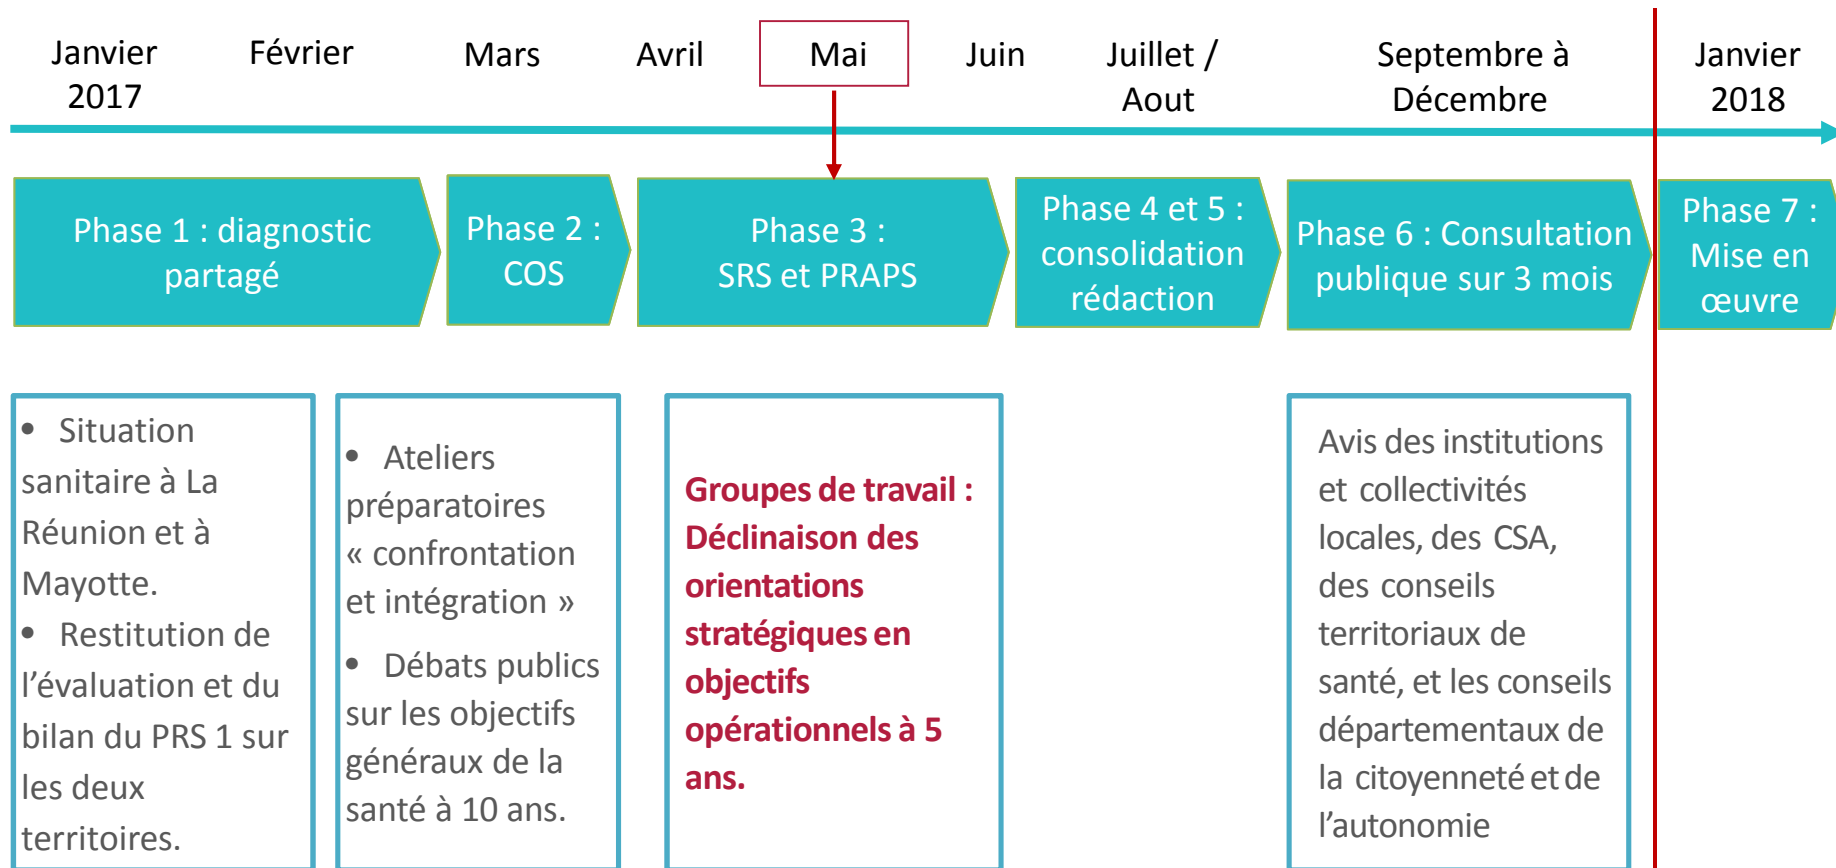 Janvier
2017
Février
Mars
Avril
Mai
Juin
Juillet /
Aout
Septembre à
Décembre
Janvier
2018
Phase 1 : diagnostic
partagé
Phase 2 :
COS
Phase 3 :
SRS et PRAPS
Phase 4 et 5 :
consolidation
rédaction
Phase 6 : Consultation
publique sur 3 mois
Phase 7 :
Mise en
œuvre
• Situation
sanitaire à La
Réunion et à
Mayotte.
• Restitution de
l’évaluation et du
bilan du PRS 1 sur
les deux
territoires.
• Ateliers
préparatoires
« confrontation
et intégration »
• Débats publics
sur les objectifs
généraux de la
santé à 10 ans.
Groupes de travail :
Déclinaison des
orientations
stratégiques en
objectifs
opérationnels à 5
ans.
Avis des institutions
et collectivités
locales, des CSA,
des conseils
territoriaux de
santé, et les conseils
départementaux de
la citoyenneté et de
l’autonomie